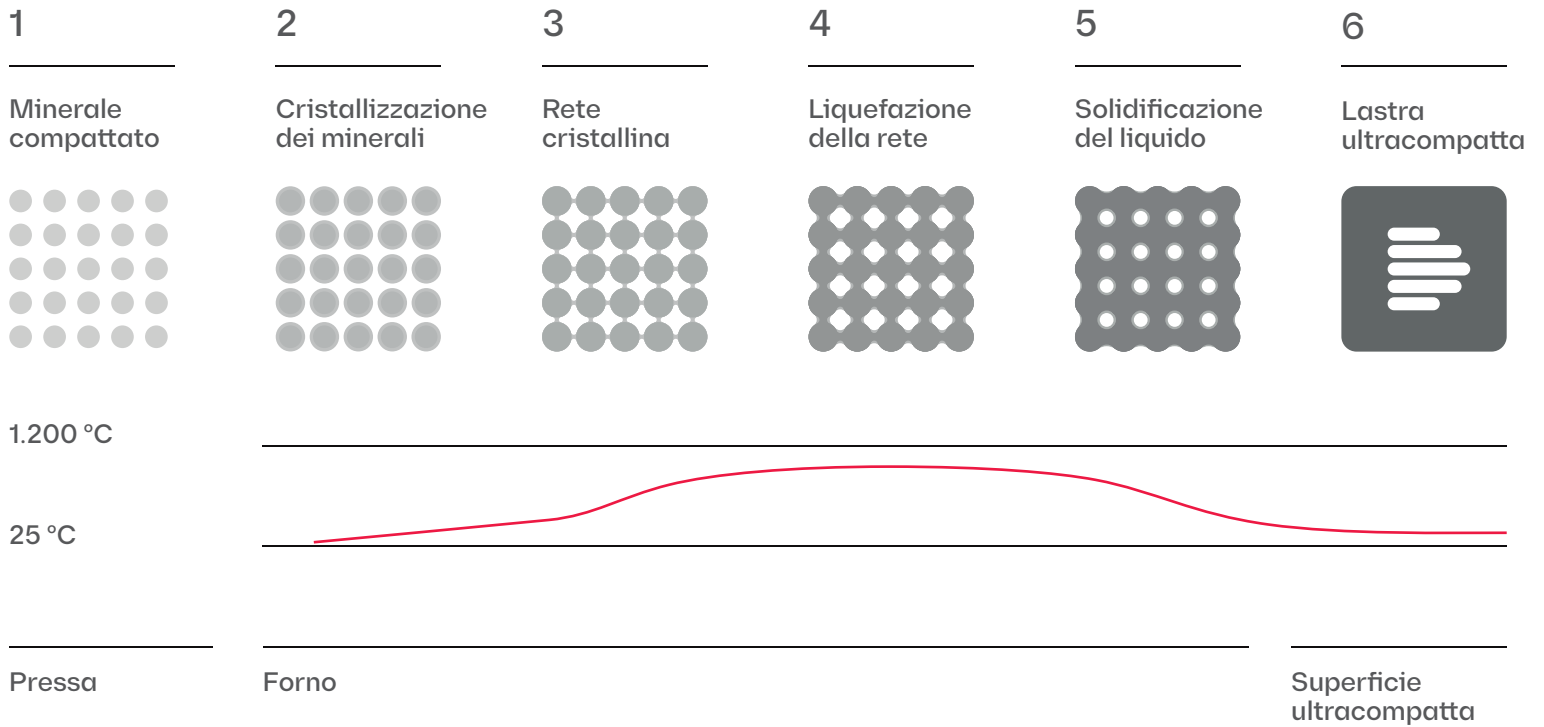 1
2
3
4
5
6
Minerale
compattato
Cristallizzazione
dei minerali
Rete
cristallina
Liquefazione
della rete
Solidificazione
del liquido
Lastra
ultracompatta
1.200 °C
25 °C
Pressa
Forno
Superficie
ultracompatta